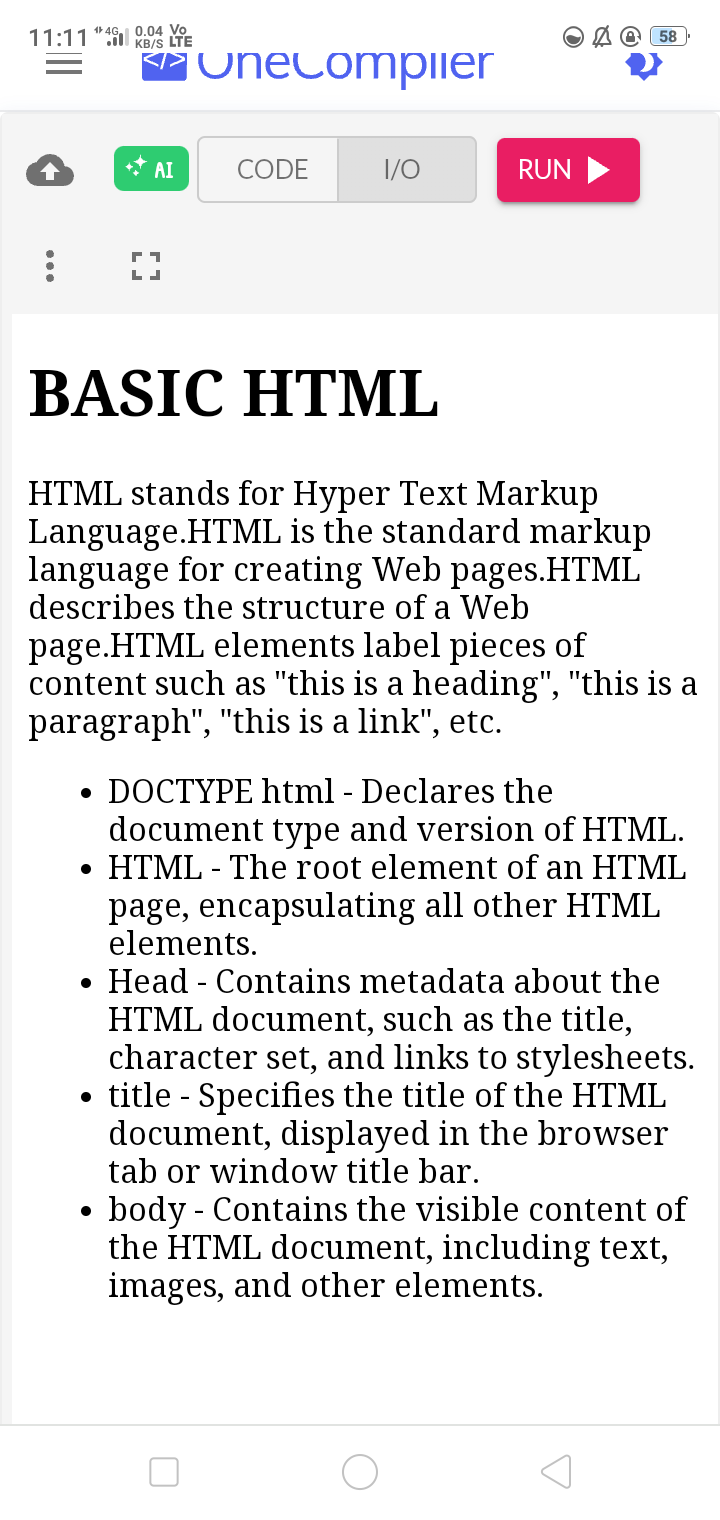 11:11 4G 0.04 KB/S Vo LTE 58
</> OneCompiler
AI CODE I/O RUN
BASIC HTML
HTML stands for Hyper Text Markup
Language.HTML is the standard markup
language for creating Web pages.HTML
describes the structure of a Web
page.HTML elements label pieces of
content such as "this is a heading", "this is a
paragraph", "this is a link", etc.
• DOCTYPE html - Declares the
document type and version of HTML.
• HTML - The root element of an HTML
page, encapsulating all other HTML
elements.
• Head - Contains metadata about the
HTML document, such as the title,
character set, and links to stylesheets.
• title - Specifies the title of the HTML
document, displayed in the browser
tab or window title bar.
• body - Contains the visible content of
the HTML document, including text,
images, and other elements.